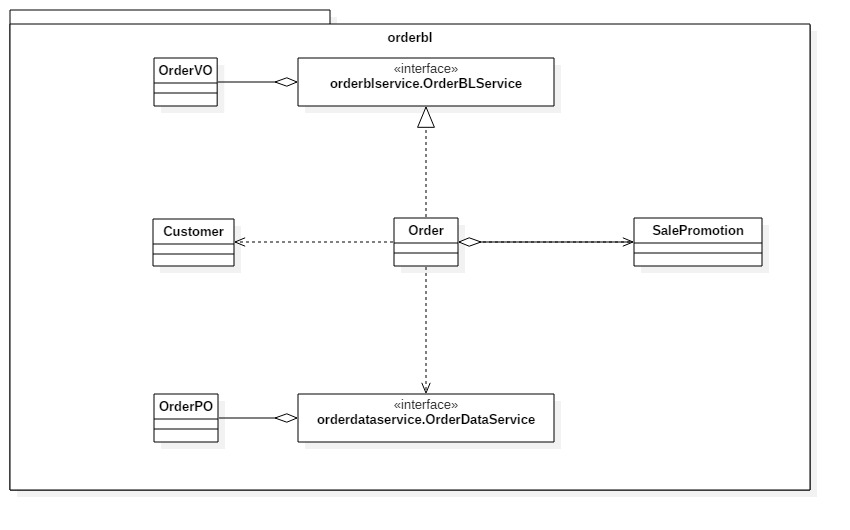 orderbl
OrderVO
«interface»
orderblservice.OrderBLService
Customer
Order
SalePromotion
OrderPO
«interface»
orderdataservice.OrderDataService